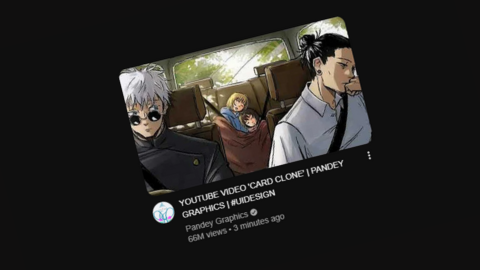 YOUTUBE VIDEO 'CARD CLONE' | PANDEY
GRAPHICS | #UIDESIGN
Pandey Graphics
66M views • 3 minutes ago